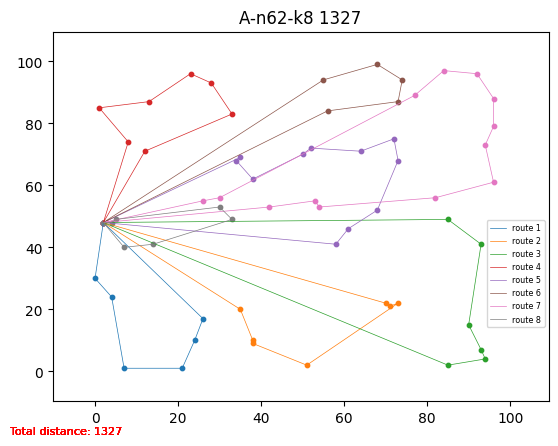 A-n62-k8 1327
100
80
60
40
20
0
route 1
route 2
route 3
route 4
route 5
route 6
route 7
route 8
0 20 40 60 80 100
Total distance: 1327